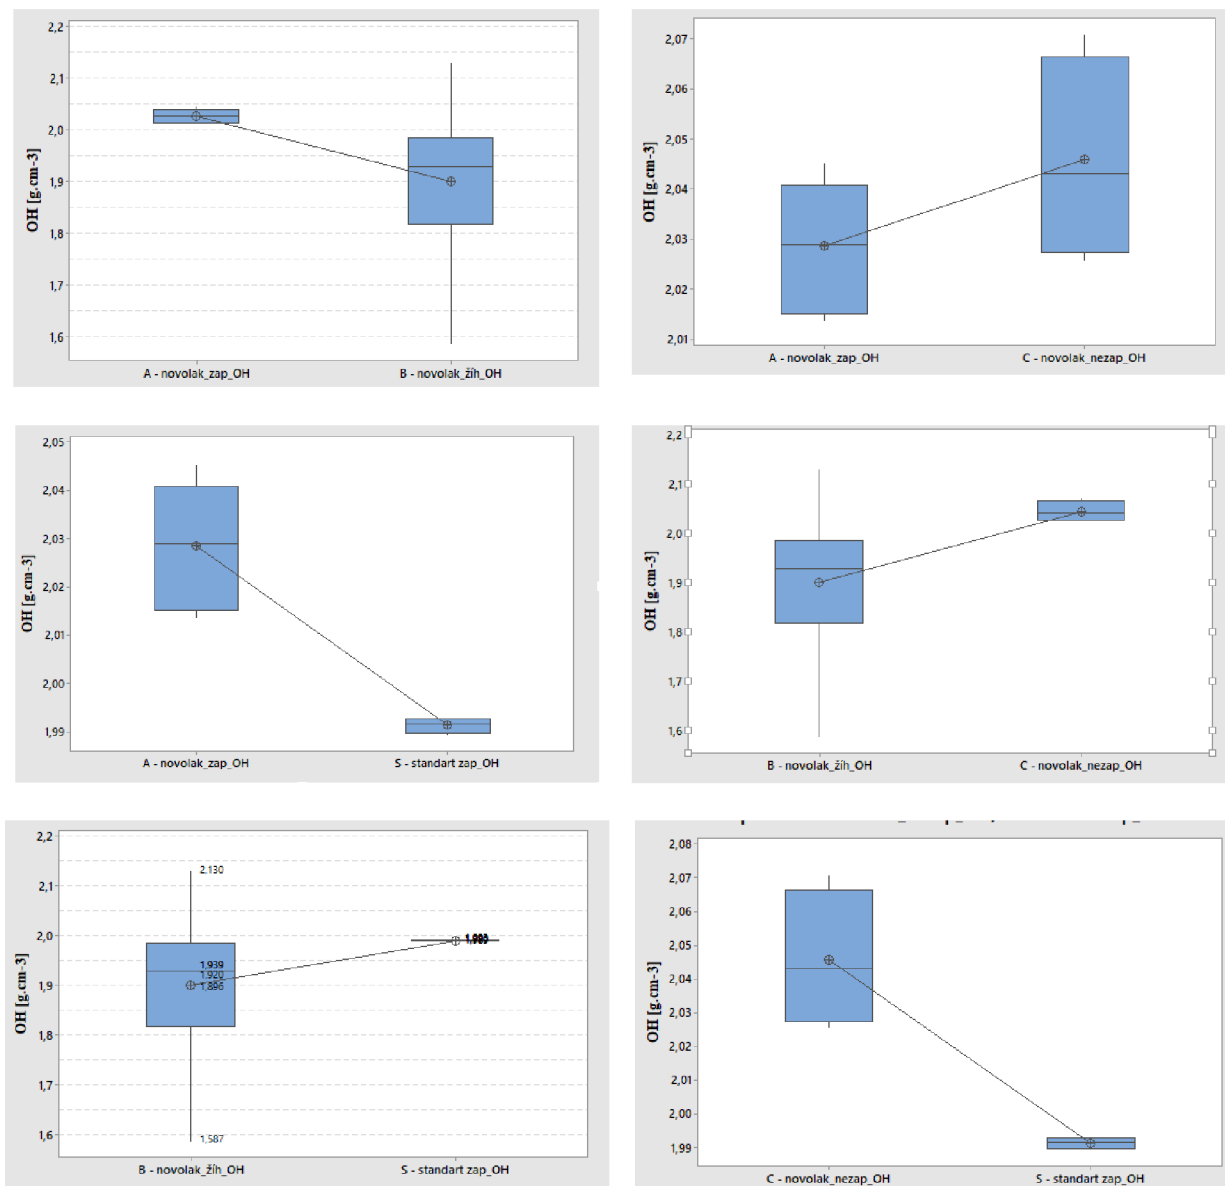 2,2
2,1
2,0
1,9
1,8
1,7
1,6
OH [g.cm-3]
A - novolak_zap_OH
B - novolak_žíh_OH
2,07
2,06
2,05
2,04
2,03
2,02
2,01
OH [g.cm-3]
A - novolak_zap_OH
C - novolak_nezap_OH
2,05
2,04
2,03
2,02
2,01
2,00
1,99
OH [g.cm-3]
A - novolak_zap_OH
S - standart zap_OH
2,2
2,1
2,0
1,9
1,8
1,7
1,6
OH [g.cm-3]
B - novolak_žíh_OH
C - novolak_nezap_OH
2,2
2,1
2,0
1,9
1,8
1,7
1,6
OH [g.cm-3]
2,130
1,939
1,920
1,896
1,587
B - novolak_žíh_OH
S - standart zap_OH
2,08
2,07
2,06
2,05
2,04
2,03
2,02
2,01
2,00
1,99
OH [g.cm-3]
C - novolak_nezap_OH
S - standart zap_OH